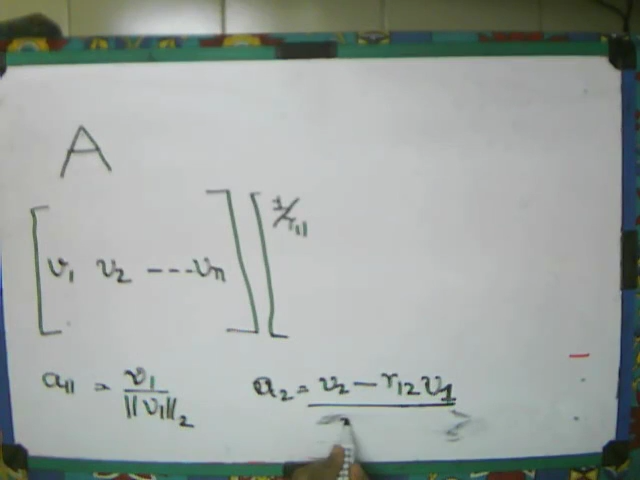 A
[ v₁ v₂ ---- vₙ ] [ 1/r₁₁
a₁₁ = v₁ / ||v₁||₂
a₂ = v₂ - r₁₂ v₁